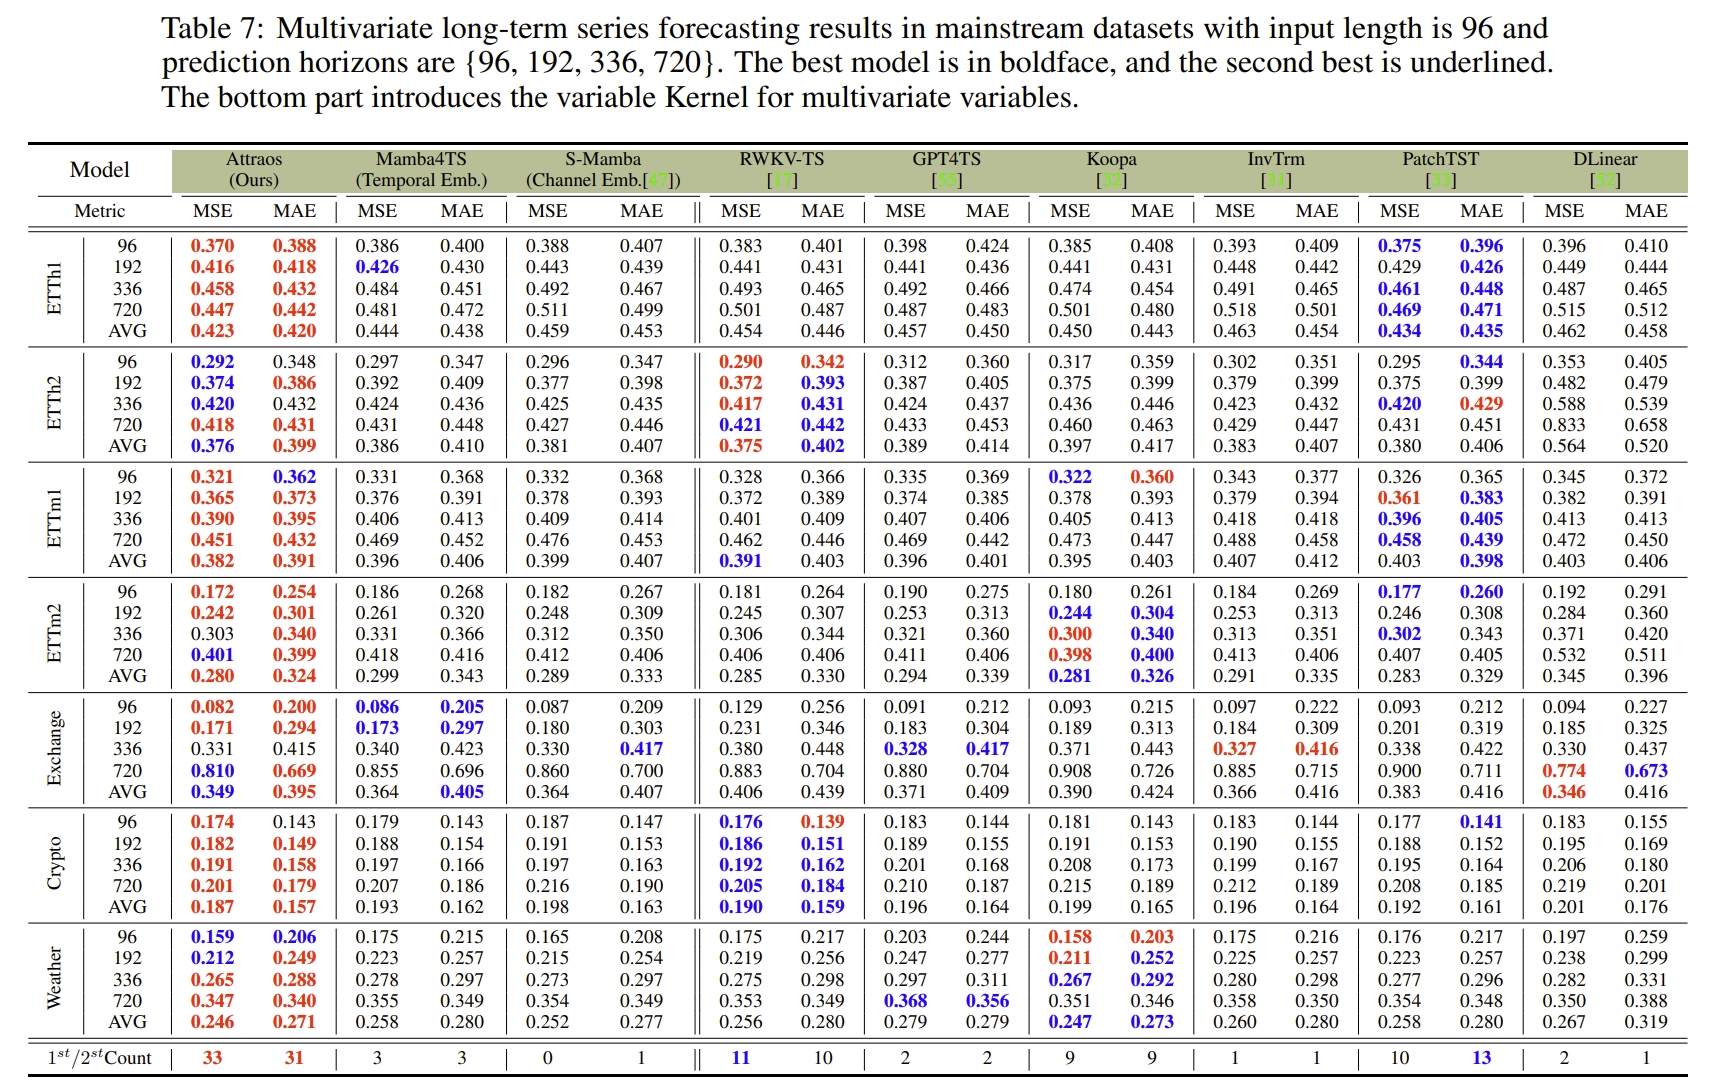 Table 7: Multivariate long-term series forecasting results in mainstream datasets with input length is 96 and
prediction horizons are {96, 192, 336, 720}. The best model is in boldface, and the second best is underlined.
The bottom part introduces the variable Kernel for multivariate variables.
Model Attraos Mamba4TS S-Mamba RWKV-TS GPT4TS Koopa InvTrm PatchTST DLinear
(Ours) (Temporal Emb.) (Channel Emb.[47]) [17] [55] [32] [31] [33] [52]
Metric MSE MAE MSE MAE MSE MAE MSE MAE MSE MAE MSE MAE MSE MAE MSE MAE MSE MAE
ETTh1
96 0.370 0.388 0.386 0.400 0.388 0.407 0.383 0.401 0.398 0.424 0.385 0.408 0.393 0.409 0.375 0.396 0.396 0.410
192 0.416 0.418 0.426 0.430 0.443 0.439 0.441 0.431 0.441 0.436 0.441 0.431 0.448 0.442 0.429 0.426 0.449 0.444
336 0.458 0.432 0.484 0.451 0.492 0.467 0.493 0.465 0.492 0.466 0.474 0.454 0.491 0.465 0.461 0.448 0.487 0.465
720 0.447 0.442 0.481 0.472 0.511 0.499 0.501 0.487 0.487 0.483 0.501 0.480 0.518 0.501 0.469 0.471 0.515 0.512
AVG 0.423 0.420 0.444 0.438 0.459 0.453 0.454 0.446 0.457 0.450 0.450 0.443 0.463 0.454 0.434 0.435 0.462 0.458
ETTh2
96 0.292 0.348 0.297 0.347 0.296 0.347 0.290 0.342 0.312 0.360 0.317 0.359 0.302 0.351 0.295 0.344 0.353 0.405
192 0.374 0.386 0.392 0.409 0.377 0.398 0.372 0.393 0.387 0.405 0.375 0.399 0.379 0.399 0.375 0.399 0.482 0.479
336 0.420 0.432 0.424 0.436 0.425 0.435 0.417 0.431 0.424 0.437 0.436 0.446 0.423 0.432 0.420 0.429 0.588 0.539
720 0.418 0.431 0.431 0.448 0.427 0.446 0.421 0.442 0.433 0.453 0.460 0.463 0.429 0.447 0.431 0.451 0.833 0.658
AVG 0.376 0.399 0.386 0.410 0.381 0.407 0.375 0.402 0.389 0.414 0.397 0.417 0.383 0.407 0.380 0.406 0.564 0.520
ETTm1
96 0.321 0.362 0.331 0.368 0.332 0.368 0.328 0.366 0.335 0.369 0.322 0.360 0.343 0.377 0.326 0.365 0.345 0.372
192 0.365 0.373 0.376 0.391 0.378 0.393 0.372 0.389 0.374 0.385 0.378 0.393 0.379 0.394 0.361 0.383 0.382 0.391
336 0.390 0.395 0.406 0.413 0.409 0.414 0.401 0.409 0.407 0.406 0.405 0.413 0.418 0.418 0.396 0.405 0.413 0.413
720 0.451 0.432 0.469 0.452 0.476 0.453 0.462 0.446 0.469 0.442 0.473 0.447 0.488 0.458 0.458 0.439 0.472 0.450
AVG 0.382 0.391 0.396 0.406 0.399 0.407 0.391 0.403 0.396 0.401 0.395 0.403 0.407 0.412 0.403 0.398 0.403 0.406
ETTm2
96 0.172 0.254 0.186 0.268 0.182 0.267 0.181 0.264 0.190 0.275 0.180 0.261 0.184 0.269 0.177 0.260 0.192 0.291
192 0.242 0.301 0.261 0.320 0.248 0.309 0.245 0.307 0.253 0.313 0.244 0.304 0.253 0.313 0.246 0.308 0.284 0.360
336 0.303 0.340 0.331 0.366 0.312 0.350 0.306 0.344 0.321 0.360 0.300 0.340 0.313 0.351 0.302 0.343 0.371 0.420
720 0.401 0.399 0.418 0.416 0.412 0.406 0.406 0.406 0.411 0.406 0.398 0.400 0.413 0.406 0.407 0.405 0.532 0.511
AVG 0.280 0.324 0.299 0.343 0.289 0.333 0.285 0.330 0.294 0.339 0.281 0.326 0.291 0.335 0.283 0.329 0.345 0.396
Exchange
96 0.082 0.200 0.086 0.205 0.087 0.209 0.129 0.256 0.091 0.212 0.093 0.215 0.097 0.222 0.093 0.212 0.094 0.227
192 0.171 0.294 0.173 0.297 0.180 0.303 0.231 0.346 0.183 0.304 0.189 0.313 0.184 0.309 0.201 0.319 0.185 0.325
336 0.331 0.415 0.340 0.423 0.330 0.417 0.380 0.448 0.328 0.417 0.371 0.443 0.327 0.416 0.338 0.422 0.330 0.437
720 0.810 0.669 0.855 0.696 0.860 0.700 0.883 0.704 0.880 0.704 0.908 0.726 0.885 0.715 0.900 0.711 0.774 0.673
AVG 0.349 0.395 0.364 0.405 0.364 0.407 0.406 0.439 0.371 0.409 0.390 0.424 0.366 0.416 0.383 0.416 0.346 0.416
Crypto
96 0.174 0.143 0.179 0.143 0.187 0.147 0.176 0.139 0.183 0.144 0.181 0.143 0.183 0.144 0.177 0.141 0.183 0.155
192 0.182 0.149 0.188 0.154 0.191 0.153 0.186 0.151 0.189 0.155 0.191 0.153 0.190 0.155 0.188 0.152 0.195 0.169
336 0.191 0.158 0.197 0.166 0.197 0.163 0.192 0.162 0.201 0.168 0.208 0.173 0.199 0.167 0.195 0.164 0.206 0.180
720 0.201 0.179 0.207 0.186 0.216 0.190 0.205 0.184 0.210 0.187 0.215 0.189 0.212 0.189 0.208 0.185 0.219 0.201
AVG 0.187 0.157 0.193 0.162 0.198 0.163 0.190 0.159 0.196 0.164 0.199 0.165 0.196 0.164 0.192 0.161 0.201 0.176
Weather
96 0.159 0.206 0.175 0.215 0.165 0.208 0.175 0.217 0.203 0.244 0.158 0.203 0.175 0.216 0.176 0.217 0.197 0.259
192 0.212 0.249 0.223 0.257 0.215 0.254 0.219 0.256 0.247 0.277 0.211 0.252 0.225 0.257 0.223 0.257 0.238 0.299
336 0.265 0.288 0.278 0.297 0.273 0.297 0.275 0.298 0.297 0.311 0.267 0.292 0.280 0.298 0.277 0.296 0.282 0.331
720 0.347 0.340 0.355 0.349 0.354 0.349 0.353 0.349 0.368 0.356 0.351 0.346 0.358 0.350 0.354 0.348 0.350 0.388
AVG 0.246 0.271 0.258 0.280 0.252 0.277 0.256 0.280 0.279 0.279 0.247 0.273 0.260 0.280 0.258 0.280 0.267 0.319
1st/2stCount 33 31 3 3 0 1 11 10 2 2 9 9 1 1 10 13 2 1